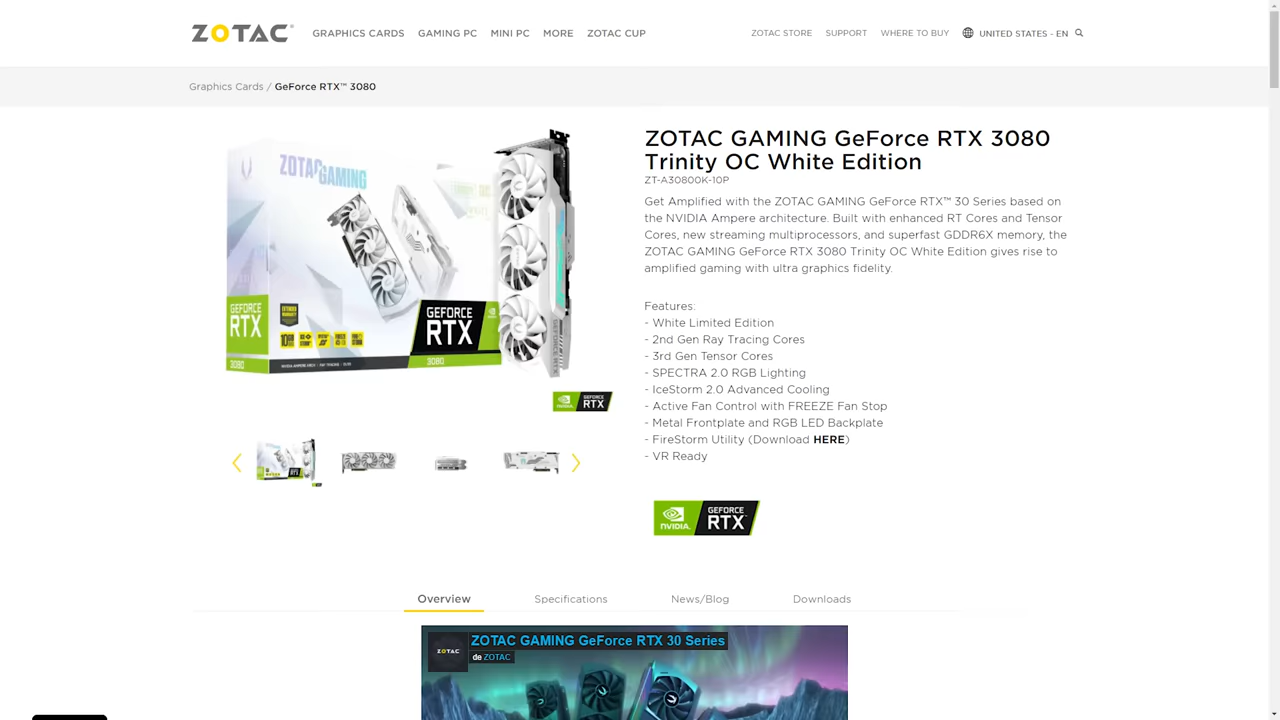 ZOTAC
GRAPHICS CARDS
GAMING PC
MINI PC
MORE
ZOTAC CUP
ZOTAC STORE
SUPPORT
WHERE TO BUY
UNITED STATES - EN
Graphics Cards / GeForce RTX™ 3080
ZOTAC GAMING
GEFORCE
RTX
3080
GEFORCE
RTX
3080
GEFORCE RTX
NVIDIA
GEFORCE
RTX
ZOTAC GAMING GeForce RTX 3080
Trinity OC White Edition
ZT-A30800K-10P
Get Amplified with the ZOTAC GAMING GeForce RTX™ 30 Series based on
the NVIDIA Ampere architecture. Built with enhanced RT Cores and Tensor
Cores, new streaming multiprocessors, and superfast GDDR6X memory, the
ZOTAC GAMING GeForce RTX 3080 Trinity OC White Edition gives rise to
amplified gaming with ultra graphics fidelity.
Features:
- White Limited Edition
- 2nd Gen Ray Tracing Cores
- 3rd Gen Tensor Cores
- SPECTRA 2.0 RGB Lighting
- IceStorm 2.0 Advanced Cooling
- Active Fan Control with FREEZE Fan Stop
- Metal Frontplate and RGB LED Backplate
- FireStorm Utility (Download HERE)
- VR Ready
NVIDIA.
GEFORCE
RTX™
Overview
Specifications
News/Blog
Downloads
ZOTAC
ZOTAC GAMING GeForce RTX 30 Series
de ZOTAC